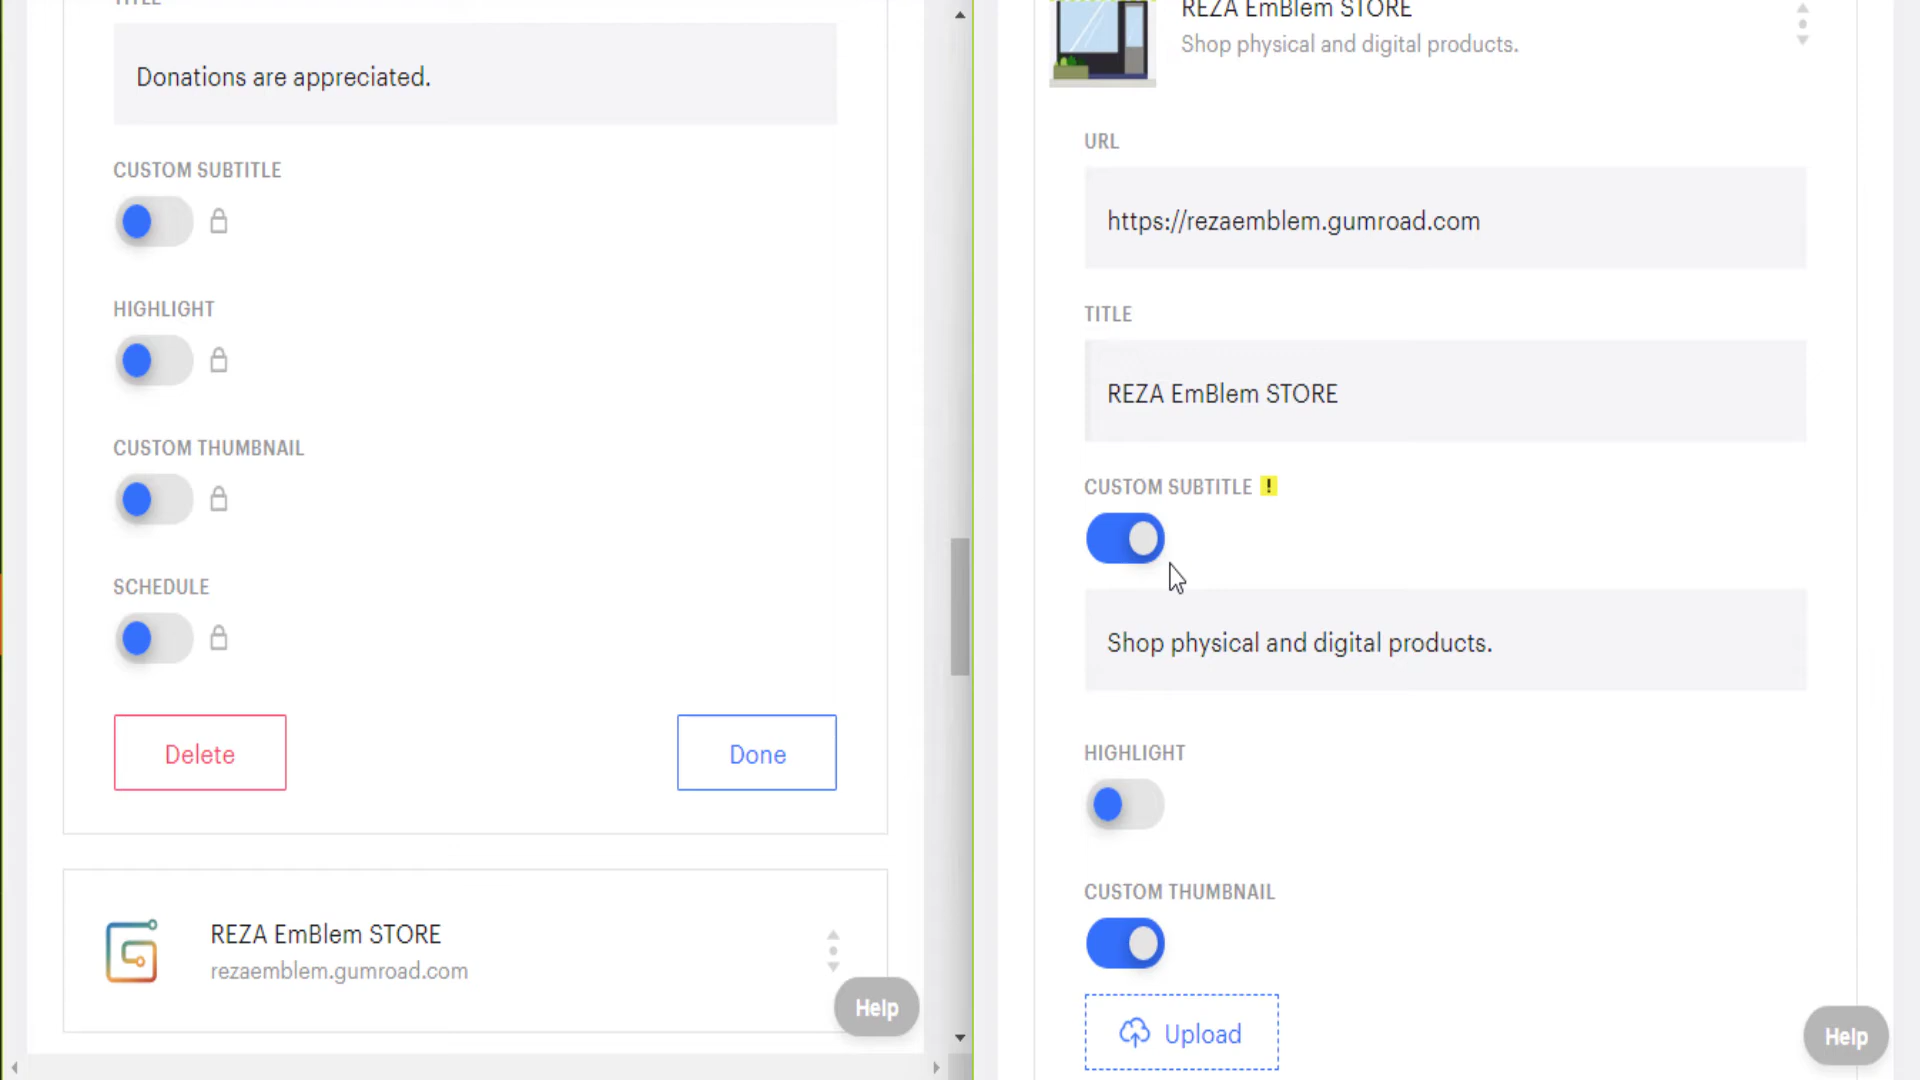 TITLE
Donations are appreciated.
CUSTOM SUBTITLE
HIGHLIGHT
CUSTOM THUMBNAIL
SCHEDULE
Delete
Done
REZA EmBlem STORE
rezaemblem.gumroad.com
Help
REZA EmBlem STORE
Shop physical and digital products.
URL
https://rezaemblem.gumroad.com
TITLE
REZA EmBlem STORE
CUSTOM SUBTITLE !
Shop physical and digital products.
HIGHLIGHT
CUSTOM THUMBNAIL
Upload
Help